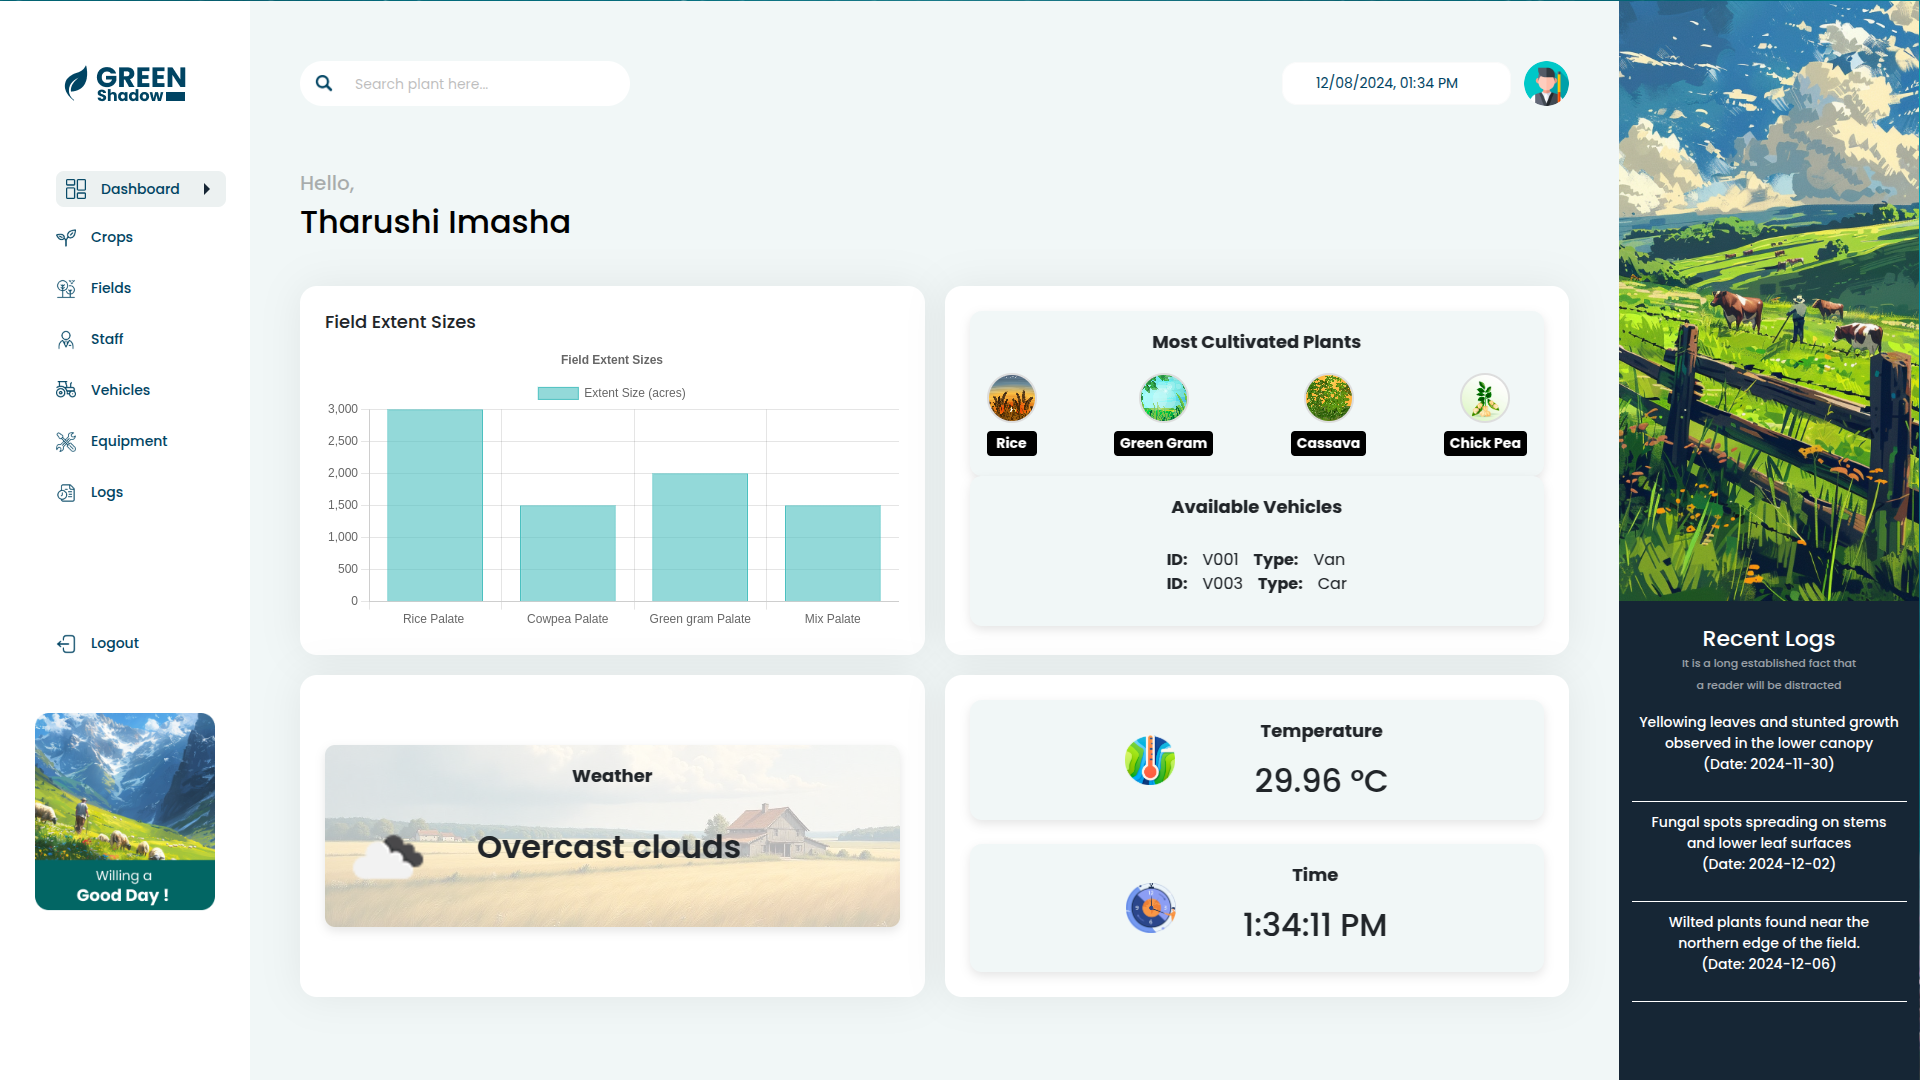 GREEN
Shadow
Dashboard
Crops
Fields
Staff
Vehicles
Equipment
Logs
Logout
Willing a
Good Day !
Search plant here...
12/08/2024, 01:34 PM
Hello,
Tharushi Imasha
Field Extent Sizes
Field Extent Sizes
Extent Size (acres)
3,000
2,500
2,000
1,500
1,000
500
0
Rice Palate Cowpea Palate Green gram Palate Mix Palate
Most Cultivated Plants
Rice Green Gram Cassava Chick Pea
Available Vehicles
ID: V001 Type: Van
ID: V003 Type: Car
Weather
Overcast clouds
Temperature
29.96 °C
Time
1:34:11 PM
Recent Logs
It is a long established fact that
a reader will be distracted
Yellowing leaves and stunted growth
observed in the lower canopy
(Date: 2024-11-30)
Fungal spots spreading on stems
and lower leaf surfaces
(Date: 2024-12-02)
Wilted plants found near the
northern edge of the field.
(Date: 2024-12-06)